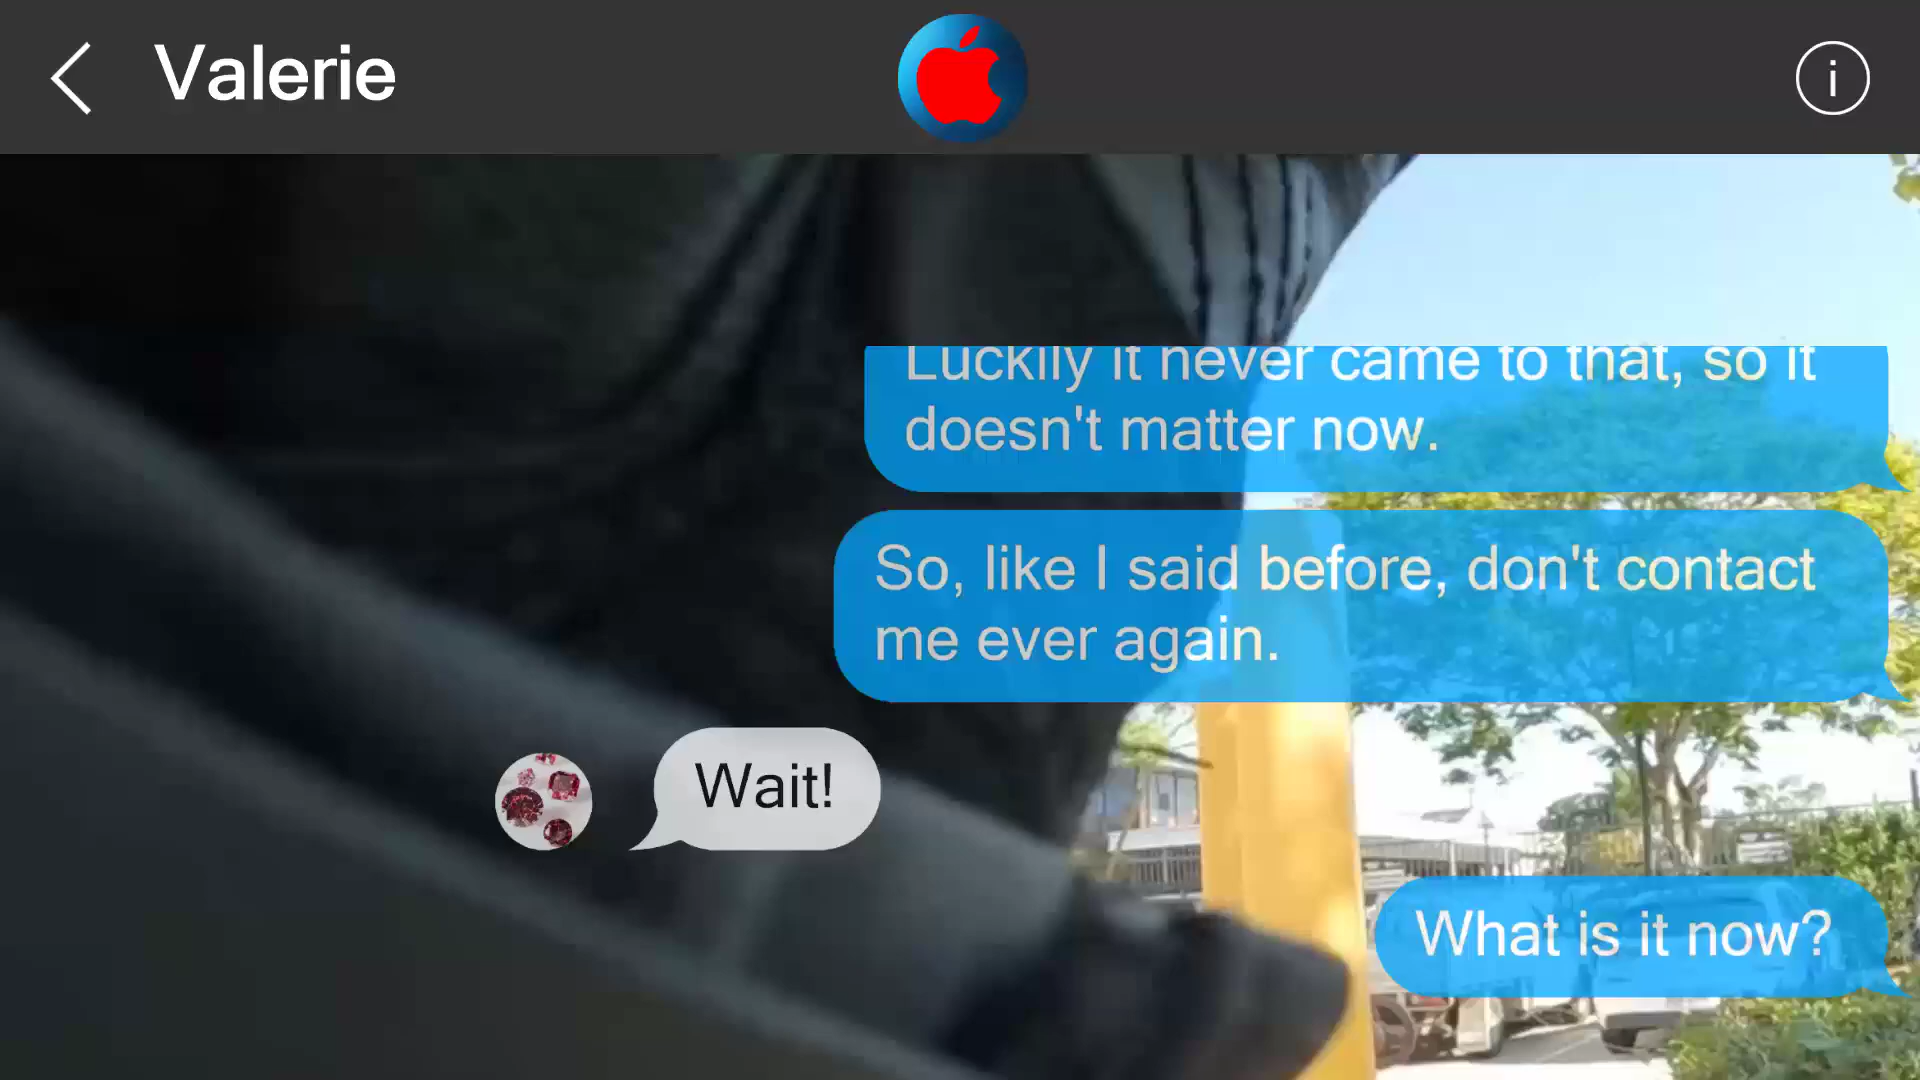 Valerie
i
Luckily it never came to that, so it
doesn't matter now.
So, like I said before, don't contact
me ever again.
Wait!
What is it now?